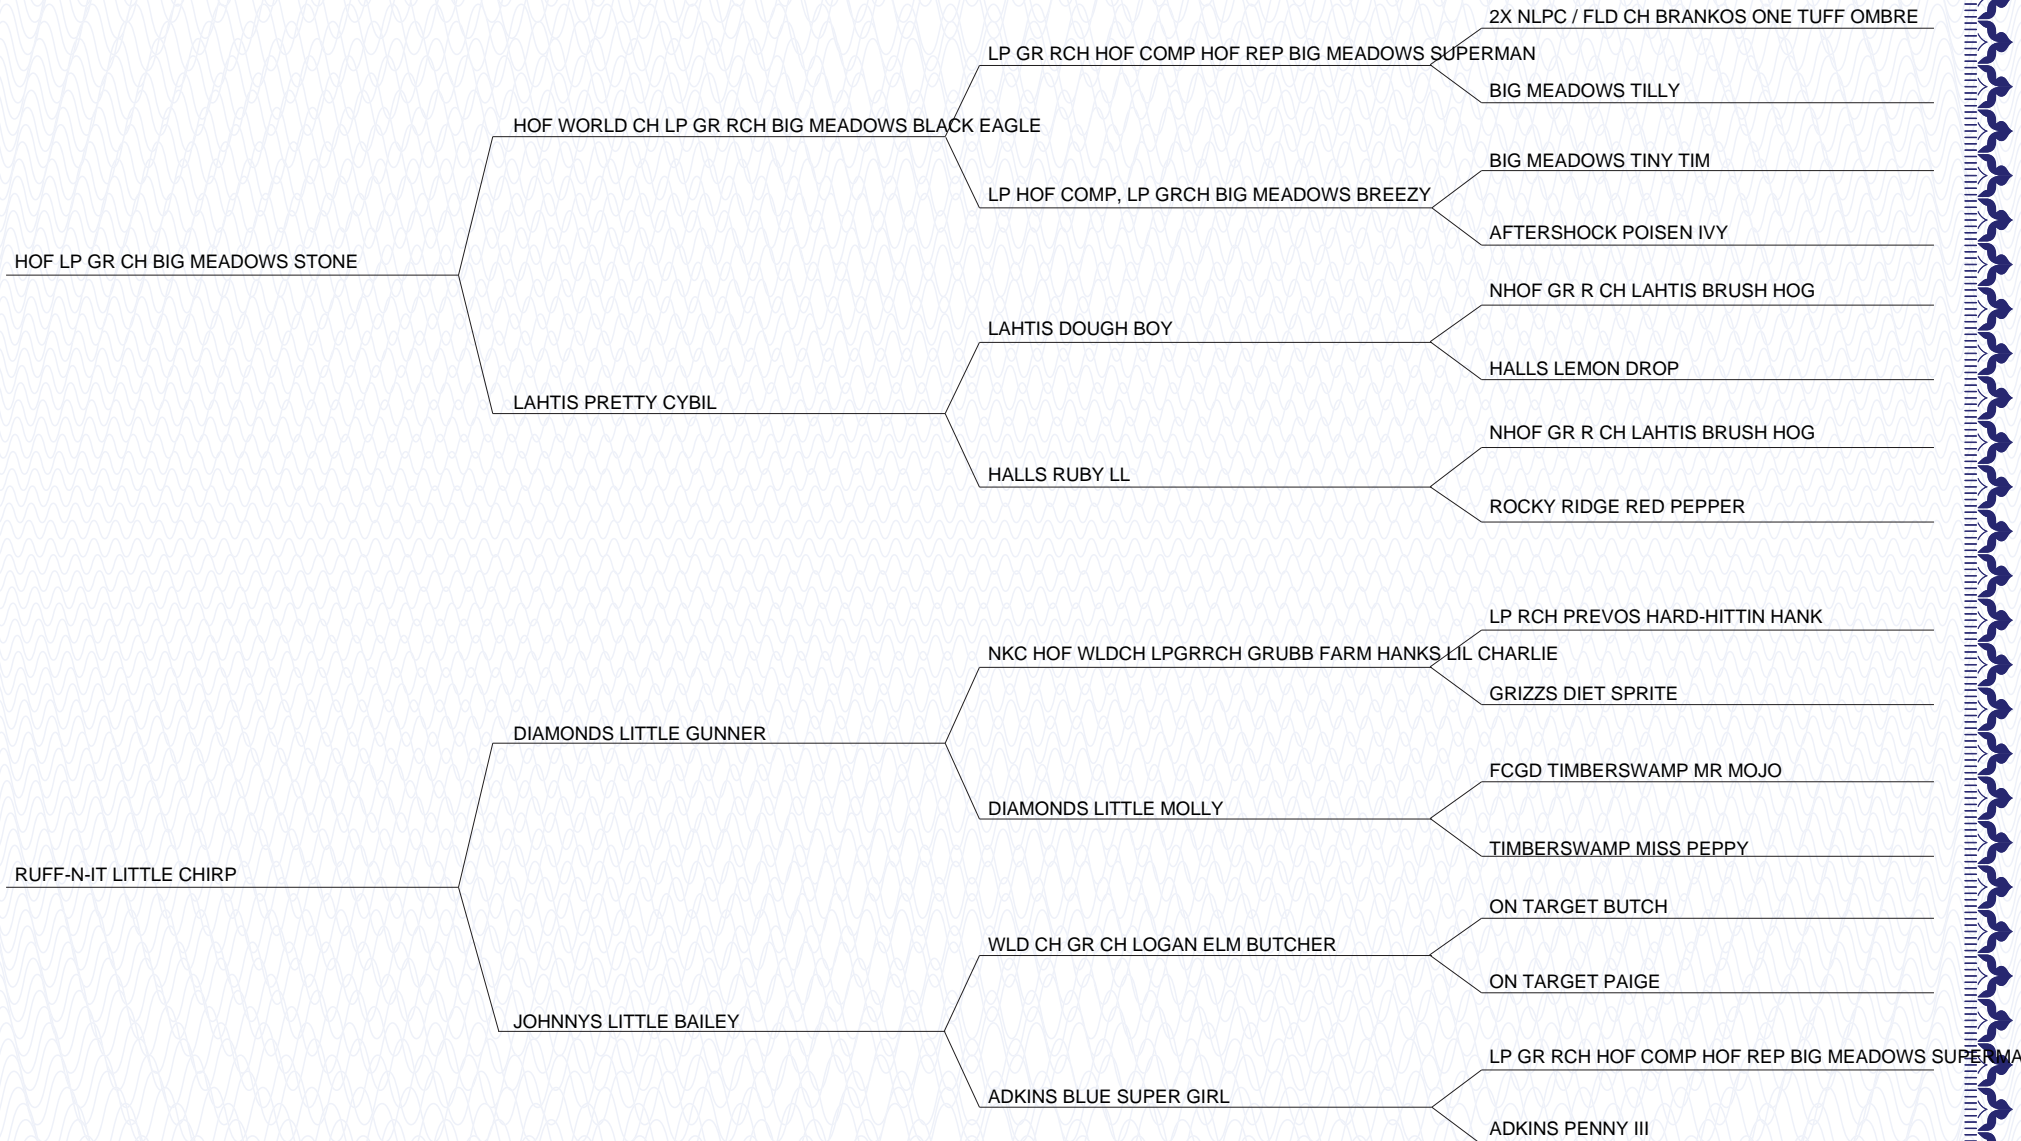 2X NLPC / FLD CH BRANKOS ONE TUFF OMBRE
LP GR RCH HOF COMP HOF REP BIG MEADOWS SUPERMAN
BIG MEADOWS TILLY
HOF WORLD CH LP GR RCH BIG MEADOWS BLACK EAGLE
BIG MEADOWS TINY TIM
LP HOF COMP, LP GRCH BIG MEADOWS BREEZY
AFTERSHOCK POISEN IVY
HOF LP GR CH BIG MEADOWS STONE
NHOF GR R CH LAHTIS BRUSH HOG
LAHTIS DOUGH BOY
HALLS LEMON DROP
LAHTIS PRETTY CYBIL
NHOF GR R CH LAHTIS BRUSH HOG
HALLS RUBY LL
ROCKY RIDGE RED PEPPER
LP RCH PREVOS HARD-HITTIN HANK
NKC HOF WLDCH LPGRRCH GRUBB FARM HANKS LIL CHARLIE
GRIZZS DIET SPRITE
DIAMONDS LITTLE GUNNER
FCGD TIMBERSWAMP MR MOJO
DIAMONDS LITTLE MOLLY
TIMBERSWAMP MISS PEPPY
RUFF-N-IT LITTLE CHIRP
ON TARGET BUTCH
WLD CH GR CH LOGAN ELM BUTCHER
ON TARGET PAIGE
JOHNNYS LITTLE BAILEY
LP GR RCH HOF COMP HOF REP BIG MEADOWS SUPERMA
ADKINS BLUE SUPER GIRL
ADKINS PENNY III